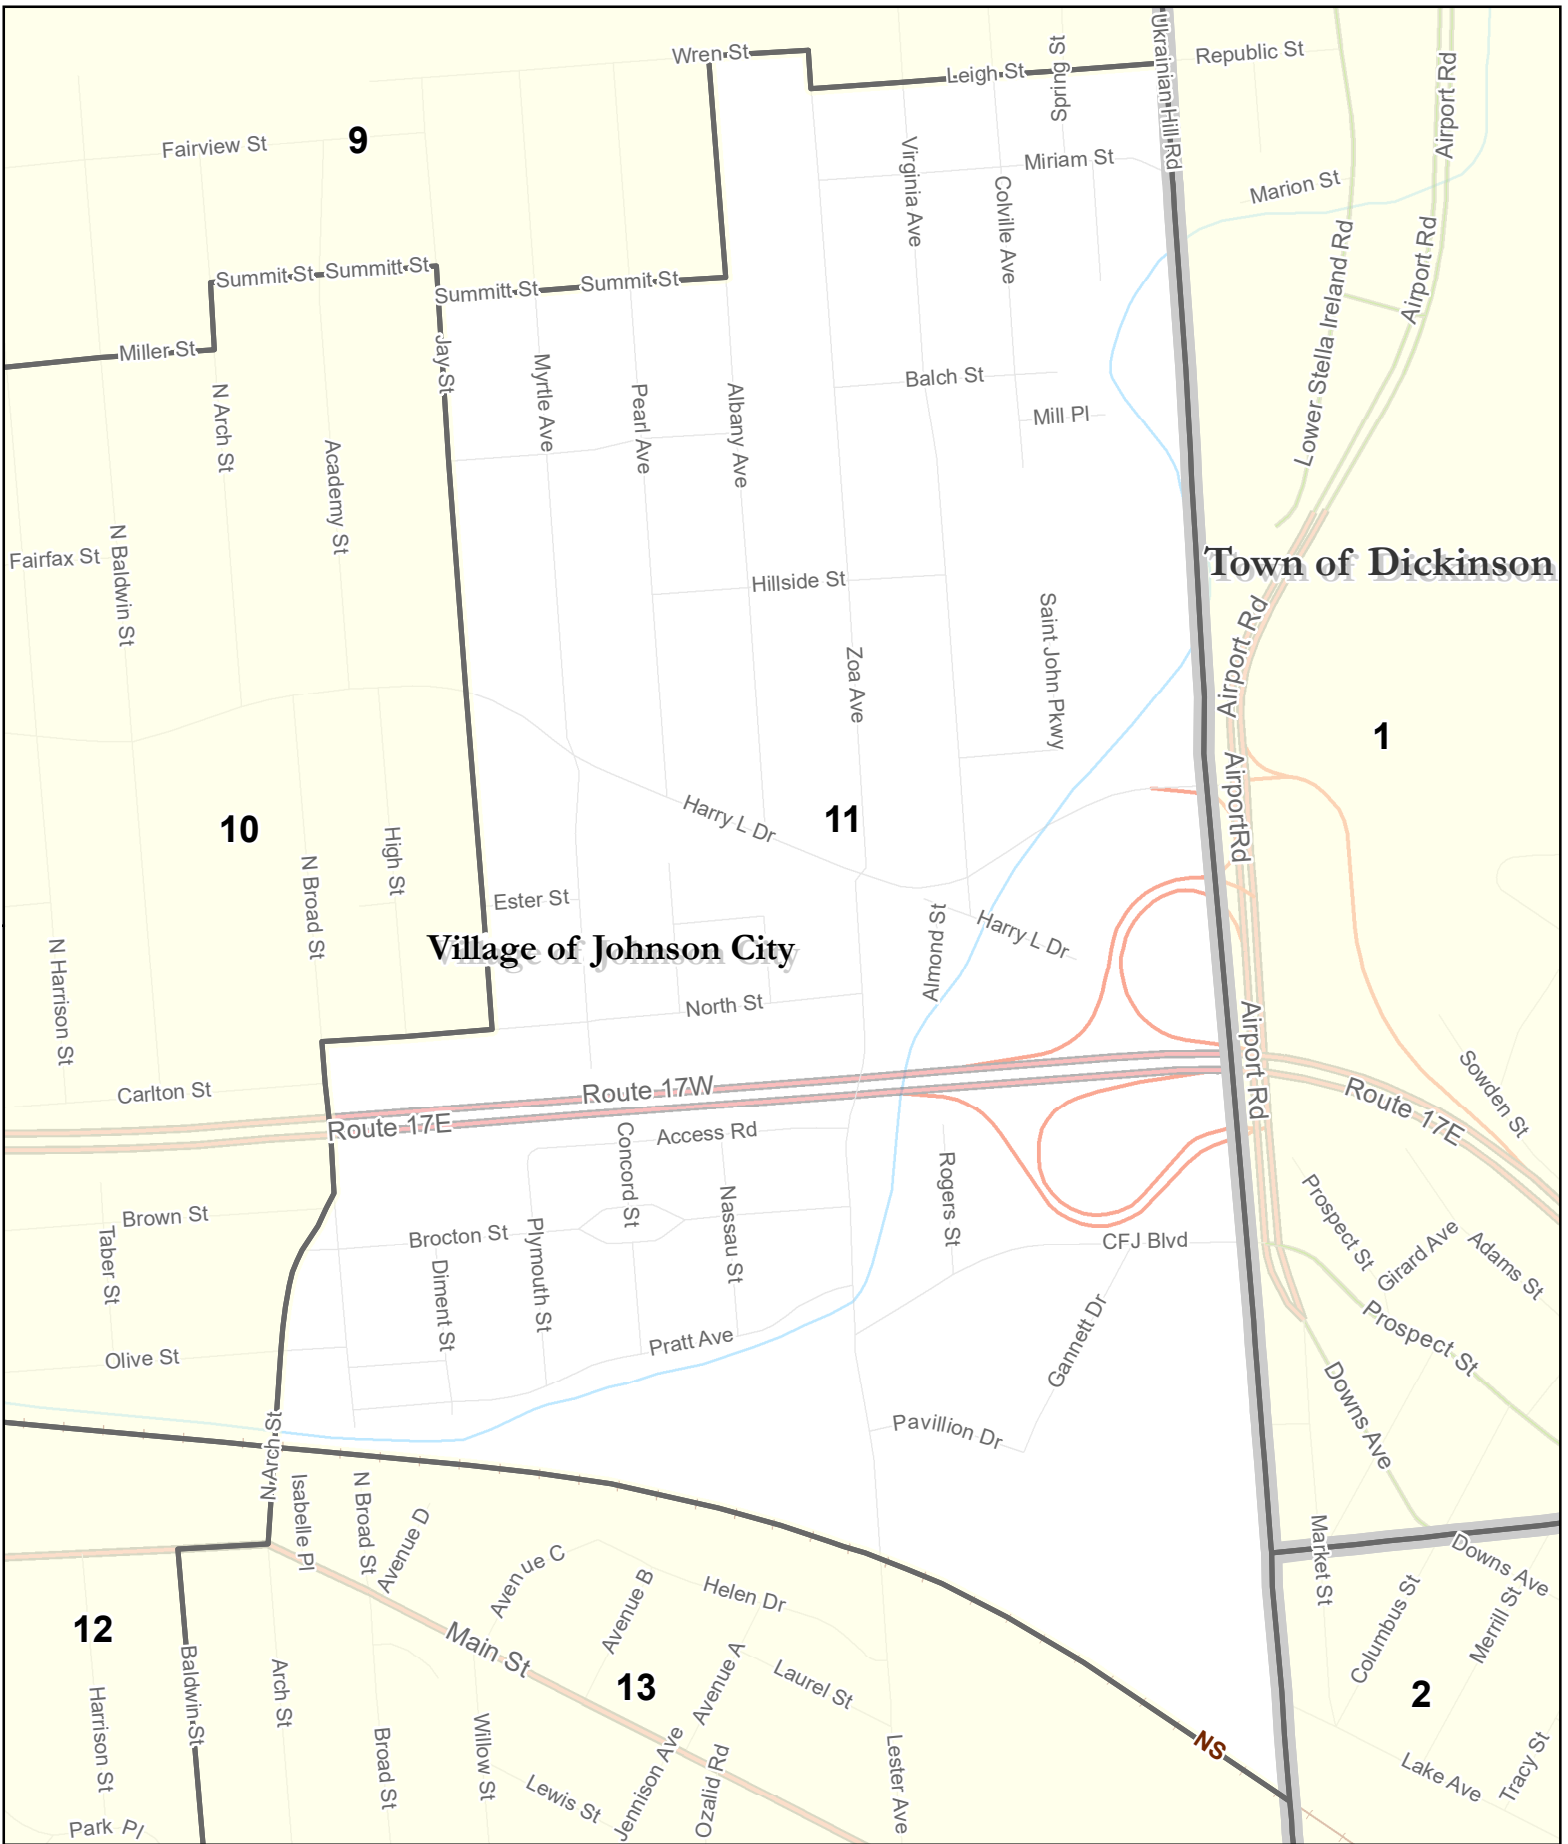 Wren St
Leigh St
Spring St
Ukrainian Hill Rd
Republic St
Airport Rd
Fairview St
9
Virginia Ave
Miriam St
Colville Ave
Marion St
Summit St
Summitt St
Summitt St
Summit St
Lower Stella Ireland Rd
Airport Rd
Miller St
Jay St
N Arch St
Myrtle Ave
Pearl Ave
Albany Ave
Balch St
Mill Pl
Academy St
Fairfax St
N Baldwin St
Town of Dickinson
Hillside St
Saint John Pkwy
Airport Rd
Zoa Ave
1
10
High St
Harry L Dr
11
AirportRd
N Broad St
Ester St
Almond St
Harry L Dr
N Harrison St
Village of Johnson City
North St
Airport Rd
Carlton St
Route 17W
Route 17E
Route 17E
Sowden St
Concord St
Access Rd
Rogers St
Nassau St
Brown St
Taber St
Brocton St
Plymouth St
Diment St
CFJ Blvd
Prospect St
Girard Ave
Adams St
Olive St
Pratt Ave
Gannett Dr
Prospect St
Downs Ave
N Arch St
Pavillion Dr
Isabelle Pl
N Broad St
Avenue D
Avenue C
Avenue B
Helen Dr
Market St
Downs Ave
Columbus St
Merrill St
12
Main St
Baldwin St
Arch St
13
Avenue A
Laurel St
2
Harrison St
Broad St
Willow St
Lewis St
Jennison Ave
Ozalid Rd
Lester Ave
NS
Lake Ave
Tracy St
Park Pl